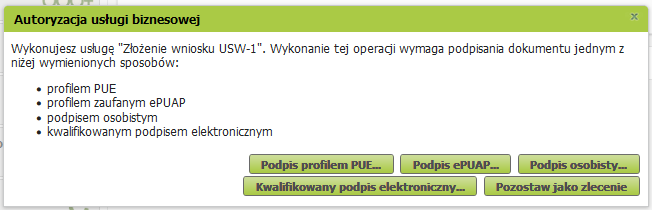 Autoryzacja usługi biznesowej
Wykonujesz usługę "Złożenie wniosku USW-1". Wykonanie tej operacji wymaga podpisania dokumentu jednym z
niżej wymienionych sposobów:
• profilem PUE
• profilem zaufanym ePUAP
• podpisem osobistym
• kwalifikowanym podpisem elektronicznym
Podpis profilem PUE... Podpis ePUAP... Podpis osobisty...
Kwalifikowany podpis elektroniczny... Pozostaw jako zlecenie